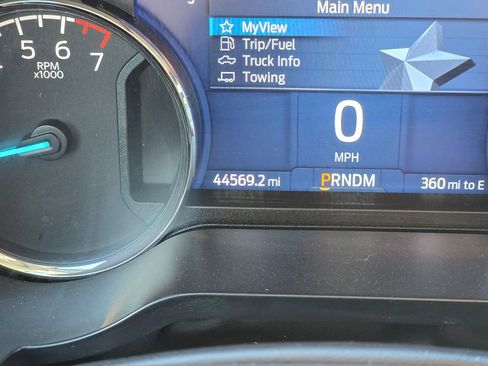 Main Menu
MyView
Trip/Fuel
Truck Info
Towing
5 6 7
RPM
x1000
0
MPH
44569.2 mi
PRNDM
360 mi to E